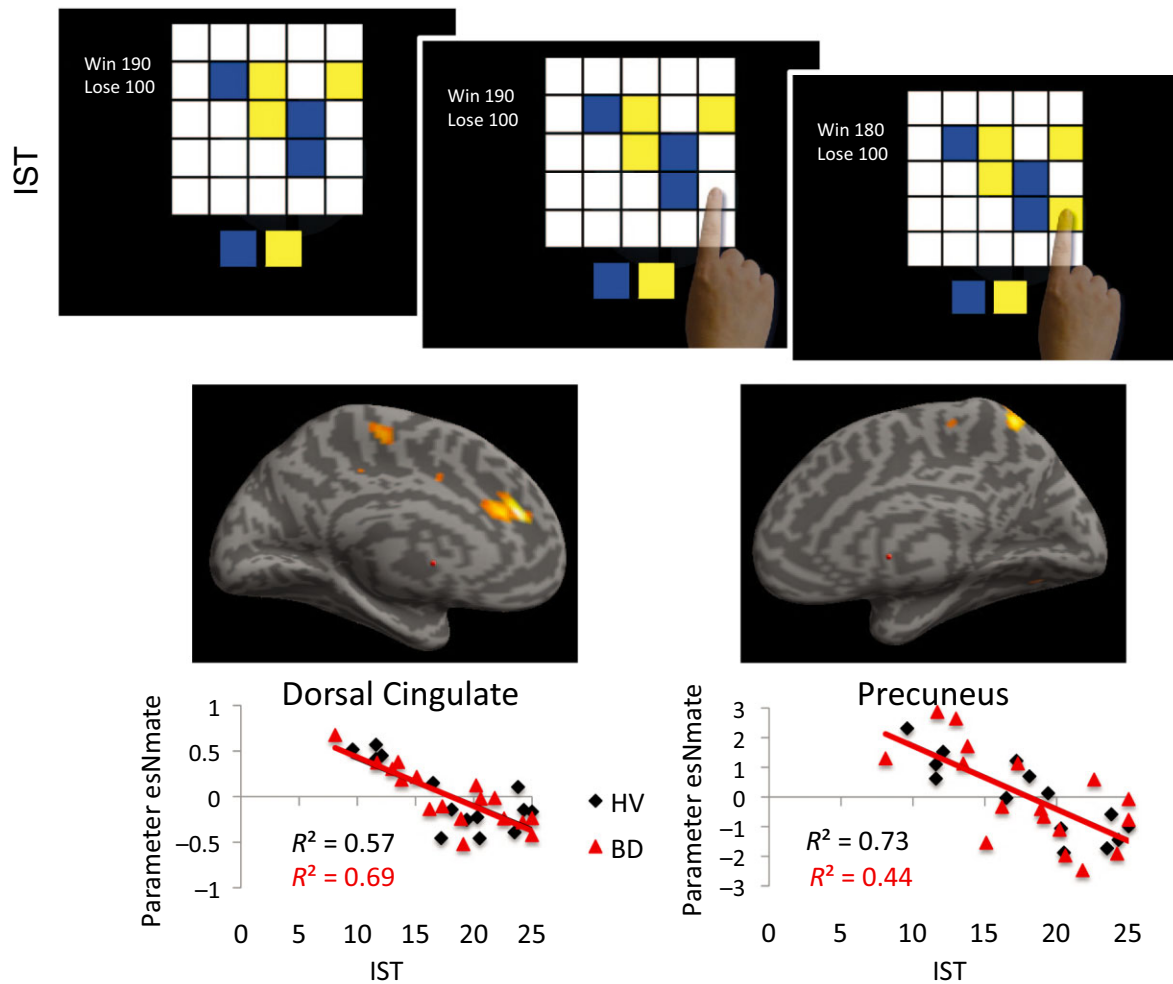 IST
Win 190
Lose 100
Win 190
Lose 100
Win 180
Lose 100
Dorsal Cingulate
Parameter esNmate
1
0.5
0
–0.5
–1
R² = 0.57
R² = 0.69
0 5 10 15 20 25
IST
HV
BD
Precuneus
Parameter esNmate
3
2
1
0
–1
–2
–3
R² = 0.73
R² = 0.44
0 5 10 15 20 25
IST